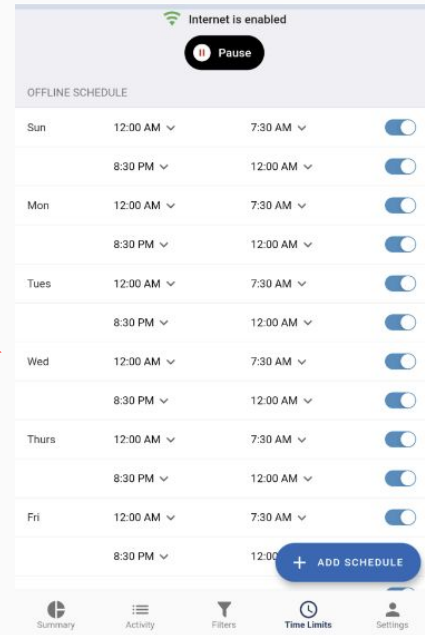 Internet is enabled
Pause
OFFLINE SCHEDULE
Sun 12:00 AM 7:30 AM
8:30 PM 12:00 AM
Mon 12:00 AM 7:30 AM
8:30 PM 12:00 AM
Tues 12:00 AM 7:30 AM
8:30 PM 12:00 AM
Wed 12:00 AM 7:30 AM
8:30 PM 12:00 AM
Thurs 12:00 AM 7:30 AM
8:30 PM 12:00 AM
Fri 12:00 AM 7:30 AM
8:30 PM 12:00
+ ADD SCHEDULE
Summary Activity Filters Time Limits Settings